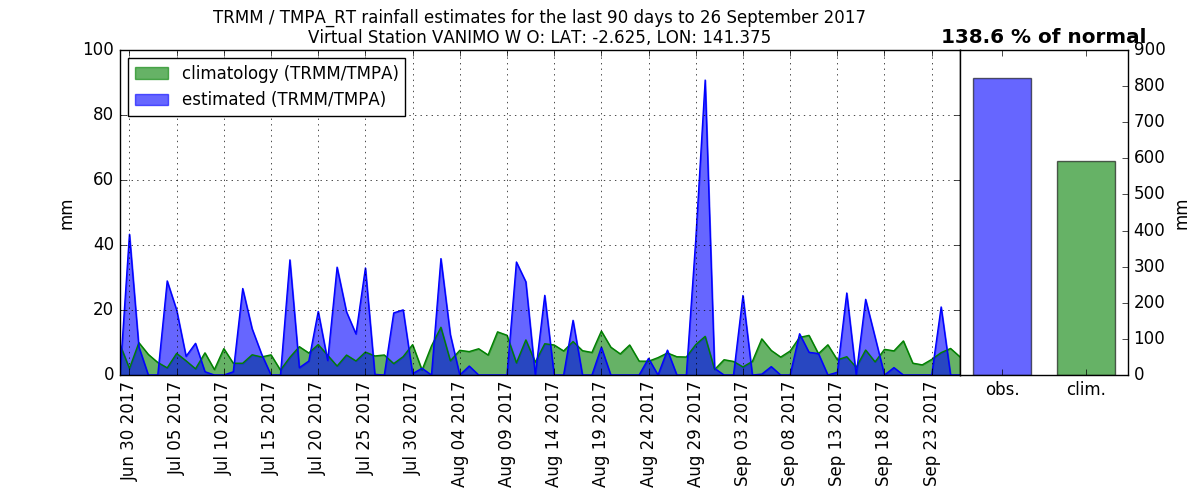 TRMM / TMPA_RT rainfall estimates for the last 90 days to 26 September 2017
Virtual Station VANIMO W O: LAT: -2.625, LON: 141.375
138.6 % of normal
climatology (TRMM/TMPA)
estimated (TRMM/TMPA)
mm
100
80
60
40
20
0
Jun 30 2017
Jul 05 2017
Jul 10 2017
Jul 15 2017
Jul 20 2017
Jul 25 2017
Jul 30 2017
Aug 04 2017
Aug 09 2017
Aug 14 2017
Aug 19 2017
Aug 24 2017
Aug 29 2017
Sep 03 2017
Sep 08 2017
Sep 13 2017
Sep 18 2017
Sep 23 2017
900
800
700
600
500
400
300
200
100
0
mm
obs.
clim.